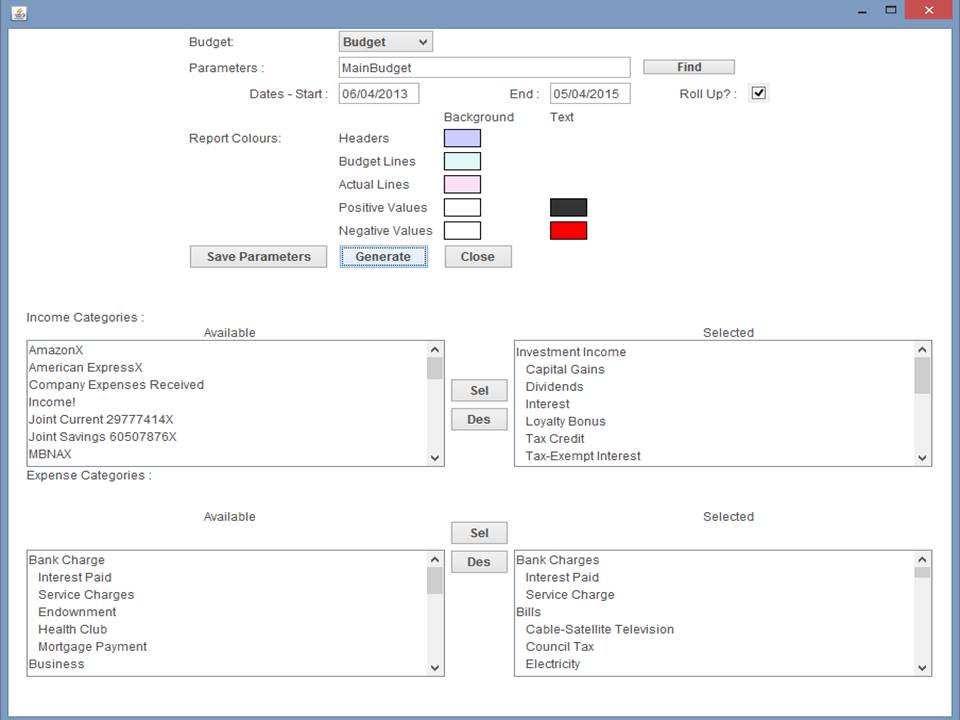 Budget: Budget
Parameters : MainBudget Find
Dates - Start : 06/04/2013 End : 05/04/2015 Roll Up? :
Background Text
Report Colours: Headers
Budget Lines
Actual Lines
Positive Values
Negative Values
Save Parameters Generate Close
Income Categories :
Available
AmazonX
American ExpressX
Company Expenses Received
Income!
Joint Current 29777414X
Joint Savings 60507876X
MBNAX
Sel
Des
Selected
Investment Income
Capital Gains
Dividends
Interest
Loyalty Bonus
Tax Credit
Tax-Exempt Interest
Expense Categories :
Available
Bank Charge
Interest Paid
Service Charges
Endownment
Health Club
Mortgage Payment
Business
Sel
Des
Selected
Bank Charges
Interest Paid
Service Charge
Bills
Cable-Satellite Television
Council Tax
Electricity